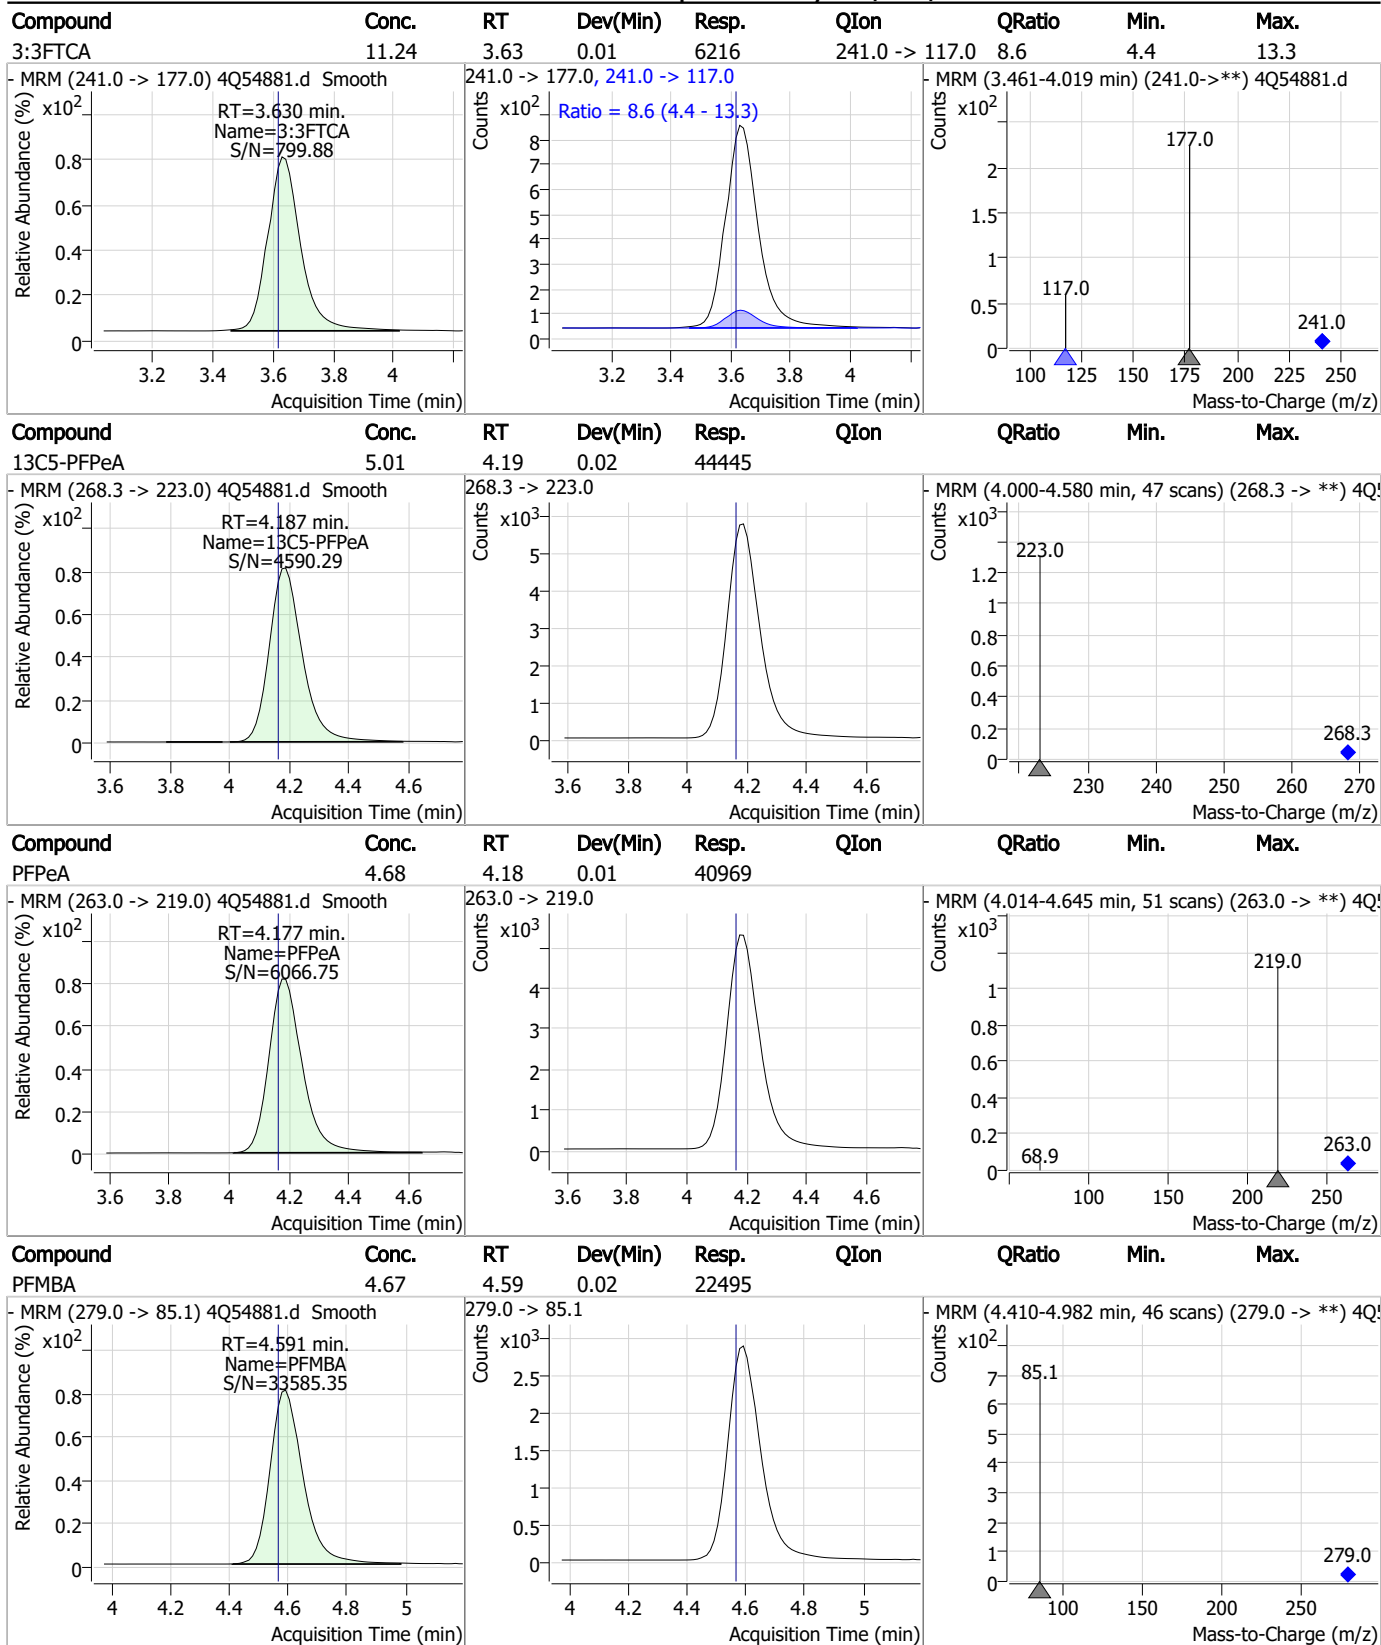 Compound Conc. RT Dev(Min) Resp. QIon QRatio Min. Max.
3:3FTCA 11.24 3.63 0.01 6216 241.0 -> 117.0 8.6 4.4 13.3
- MRM (241.0 -> 177.0) 4Q54881.d Smooth
Relative Abundance (%)
x10²
RT=3.630 min.
Name=3:3FTCA
S/N=799.88
0.8
0.6
0.4
0.2
0
3.2 3.4 3.6 3.8 4
Acquisition Time (min)
241.0 -> 177.0, 241.0 -> 117.0
Counts
x10²
Ratio = 8.6 (4.4 - 13.3)
8
7
6
5
4
3
2
1
0
3.2 3.4 3.6 3.8 4
Acquisition Time (min)
- MRM (3.461-4.019 min) (241.0->**) 4Q54881.d
Counts
x10²
2
1.5
1
0.5
0
177.0
117.0
241.0
100 125 150 175 200 225 250
Mass-to-Charge (m/z)
Compound Conc. RT Dev(Min) Resp. QIon QRatio Min. Max.
13C5-PFPeA 5.01 4.19 0.02 44445
- MRM (268.3 -> 223.0) 4Q54881.d Smooth
Relative Abundance (%)
x10²
RT=4.187 min.
Name=13C5-PFPeA
S/N=4590.29
0.8
0.6
0.4
0.2
0
3.6 3.8 4 4.2 4.4 4.6
Acquisition Time (min)
268.3 -> 223.0
Counts
x10³
5
4
3
2
1
0
3.6 3.8 4 4.2 4.4 4.6
Acquisition Time (min)
- MRM (4.000-4.580 min, 47 scans) (268.3 -> **) 4Q5
Counts
x10³
1.2
1
0.8
0.6
0.4
0.2
0
223.0
268.3
230 240 250 260 270
Mass-to-Charge (m/z)
Compound Conc. RT Dev(Min) Resp. QIon QRatio Min. Max.
PFPeA 4.68 4.18 0.01 40969
- MRM (263.0 -> 219.0) 4Q54881.d Smooth
Relative Abundance (%)
x10²
RT=4.177 min.
Name=PFPeA
S/N=6066.75
0.8
0.6
0.4
0.2
0
3.6 3.8 4 4.2 4.4 4.6
Acquisition Time (min)
263.0 -> 219.0
Counts
x10³
4
3
2
1
0
3.6 3.8 4 4.2 4.4 4.6
Acquisition Time (min)
- MRM (4.014-4.645 min, 51 scans) (263.0 -> **) 4Q5
Counts
x10³
1
0.8
0.6
0.4
0.2
0
219.0
68.9
263.0
100 150 200 250
Mass-to-Charge (m/z)
Compound Conc. RT Dev(Min) Resp. QIon QRatio Min. Max.
PFMBA 4.67 4.59 0.02 22495
- MRM (279.0 -> 85.1) 4Q54881.d Smooth
Relative Abundance (%)
x10²
RT=4.591 min.
Name=PFMBA
S/N=33585.35
0.8
0.6
0.4
0.2
0
4 4.2 4.4 4.6 4.8 5
Acquisition Time (min)
279.0 -> 85.1
Counts
x10³
2.5
2
1.5
1
0.5
0
4 4.2 4.4 4.6 4.8 5
Acquisition Time (min)
- MRM (4.410-4.982 min, 46 scans) (279.0 -> **) 4Q5
Counts
x10²
7
6
5
4
3
2
1
0
85.1
279.0
100 150 200 250
Mass-to-Charge (m/z)